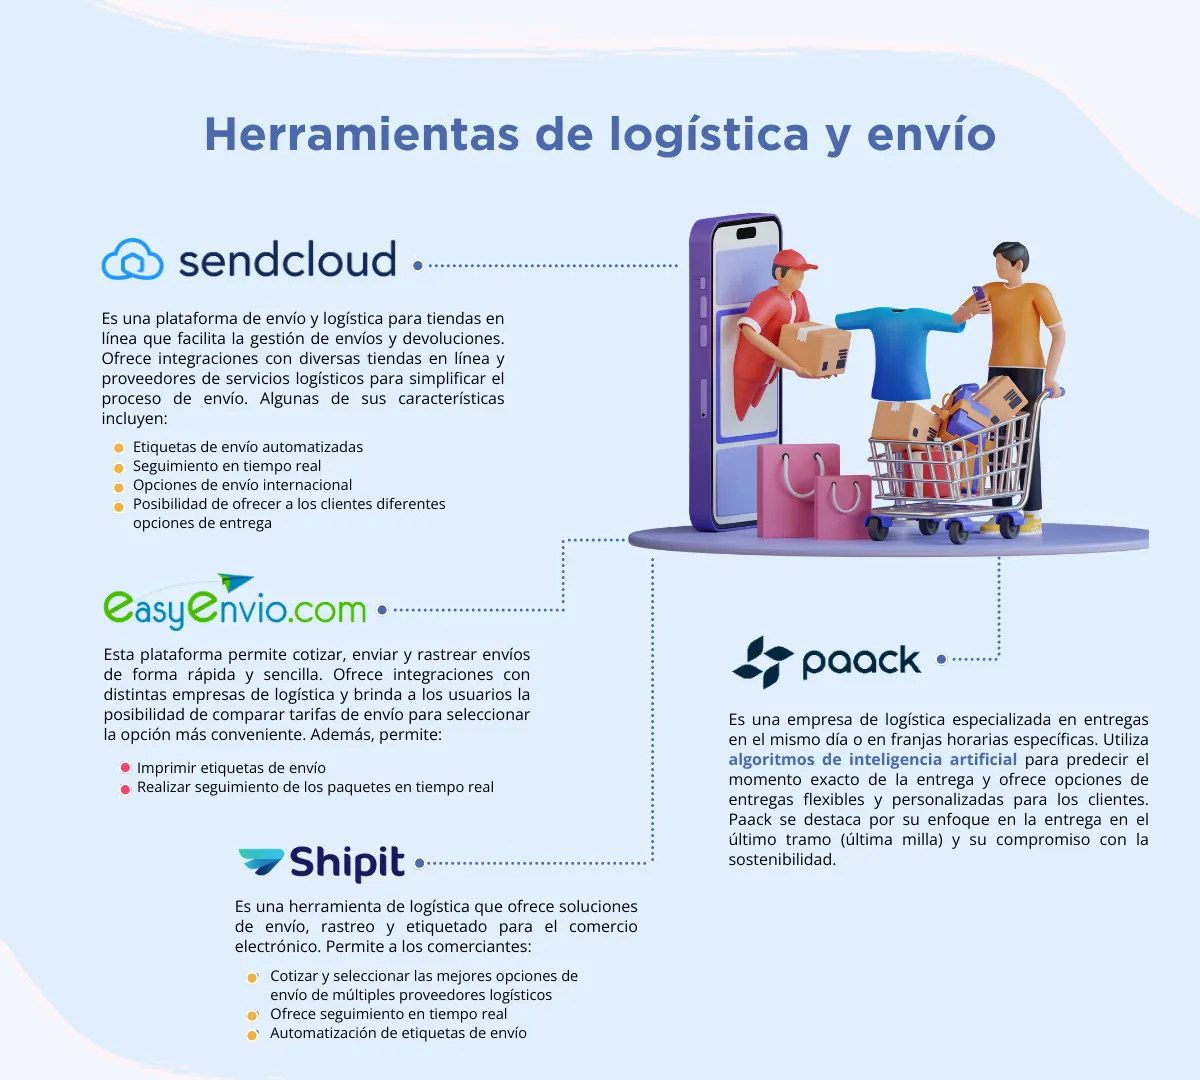 Herramientas de logística y envío
sendcloud
Es una plataforma de envío y logística para tiendas en
línea que facilita la gestión de envíos y devoluciones.
Ofrece integraciones con diversas tiendas en línea y
proveedores de servicios logísticos para simplificar el
proceso de envío. Algunas de sus características
incluyen:
Etiquetas de envío automatizadas
Seguimiento en tiempo real
Opciones de envío internacional
Posibilidad de ofrecer a los clientes diferentes
opciones de entrega
easyEnvio.com
Esta plataforma permite cotizar, enviar y rastrear envíos
de forma rápida y sencilla. Ofrece integraciones con
distintas empresas de logística y brinda a los usuarios la
posibilidad de comparar tarifas de envío para seleccionar
la opción más conveniente. Además, permite:
Imprimir etiquetas de envío
Realizar seguimiento de los paquetes en tiempo real
Shipit
Es una herramienta de logística que ofrece soluciones
de envío, rastreo y etiquetado para el comercio
electrónico. Permite a los comerciantes:
Cotizar y seleccionar las mejores opciones de
envío de múltiples proveedores logísticos
Ofrece seguimiento en tiempo real
Automatización de etiquetas de envío
paack
Es una empresa de logística especializada en entregas
en el mismo día o en franjas horarias específicas. Utiliza
algoritmos de inteligencia artificial para predecir el
momento exacto de la entrega y ofrece opciones de
entregas flexibles y personalizadas para los clientes.
Paack se destaca por su enfoque en la entrega en el
último tramo (última milla) y su compromiso con la
sostenibilidad.